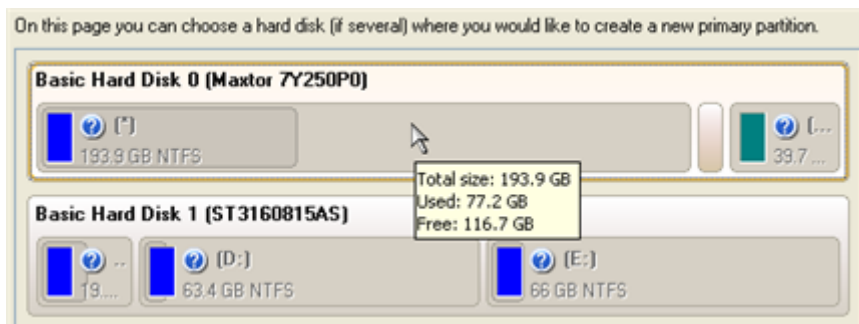 On this page you can choose a hard disk (if several) where you would like to create a new primary partition.
Basic Hard Disk 0 (Maxtor 7Y250P0)
(*)
193.9 GB NTFS
(...
39.7 ...
Total size: 193.9 GB
Used: 77.2 GB
Free: 116.7 GB
Basic Hard Disk 1 (ST3160815AS)
..
19....
(D:)
63.4 GB NTFS
(E:)
66 GB NTFS